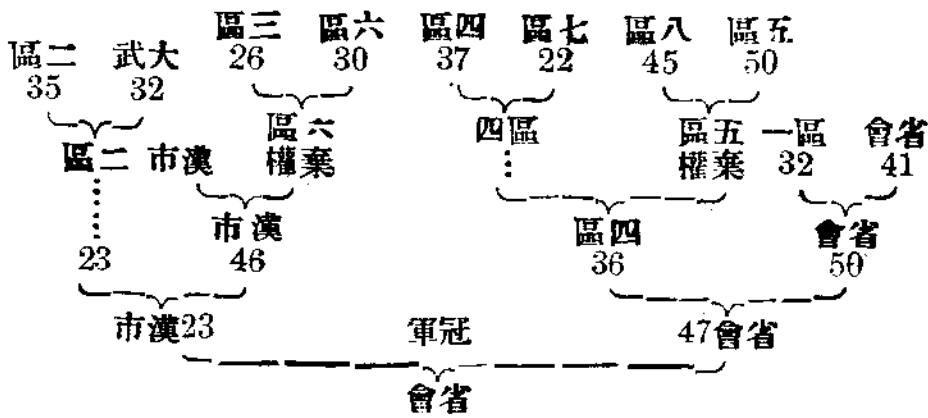 區三 區六 區四 區七 區八 區五
區二 武大 26 30 37 22 45 50
35 32
區六 四區 區五 一區 會省
區二 市漢 權棄 權棄 32 41
市漢 區四 會省
23 46 36 50
市漢23 軍冠 47會省
會省